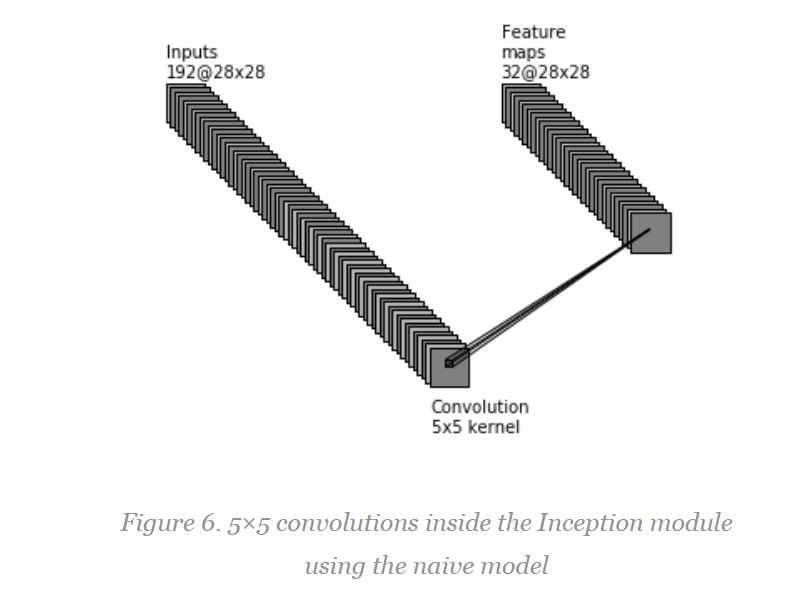 Inputs
192@28x28
Feature
maps
32@28x28
Convolution
5x5 kernel
Figure 6. 5×5 convolutions inside the Inception module
using the naive model